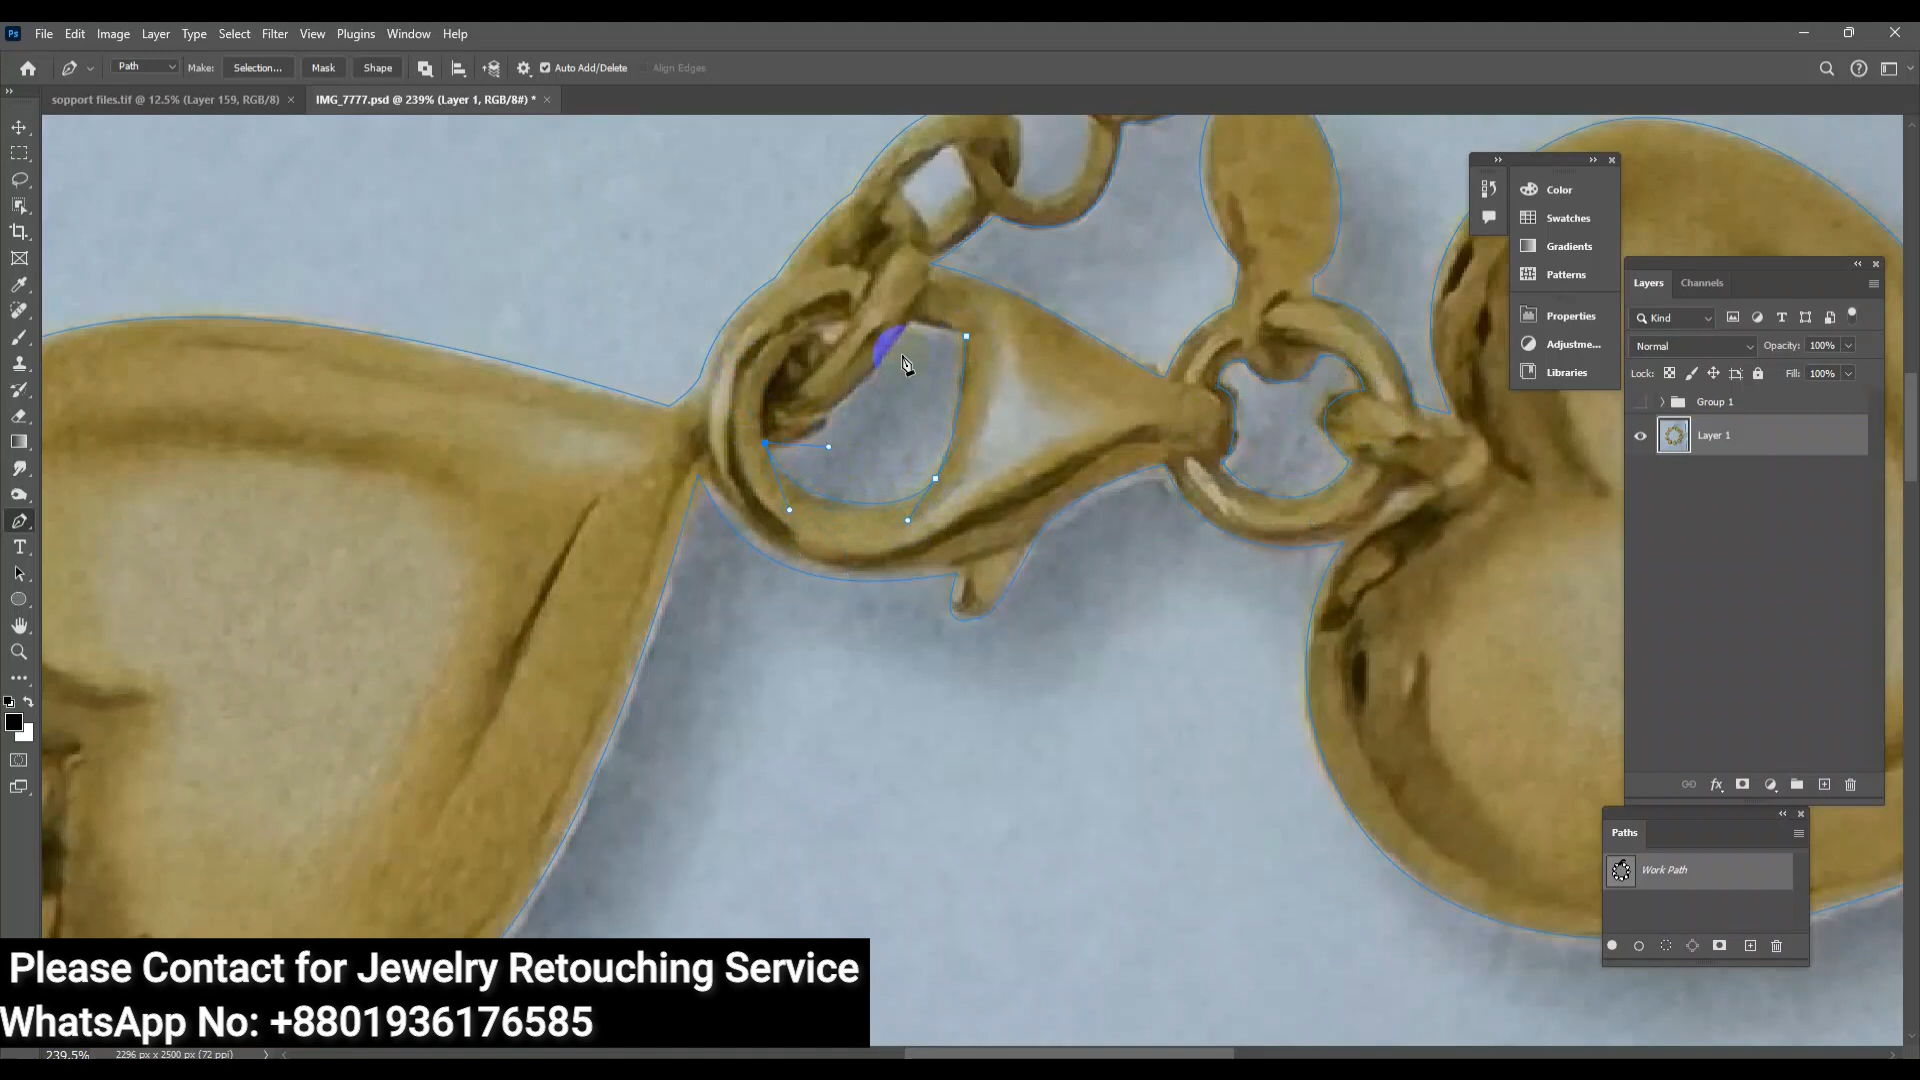 Ps File Edit Image Layer Type Select Filter View Plugins Window Help
Path Make: Selection... Mask Shape Auto Add/Delete Align Edges
sopport files.tif @ 12.5% (Layer 159, RGB/8) × IMG_7777.psd @ 239% (Layer 1, RGB/8#) * ×
Color
Swatches
Gradients
Patterns
Properties
Adjustme...
Libraries
Layers Channels
Kind
Normal Opacity: 100%
Lock: Fill: 100%
Group 1
Layer 1
Paths
Work Path
Please Contact for Jewelry Retouching Service
WhatsApp No: +8801936176585
239.5% 2296 px x 2500 px (72 ppi)